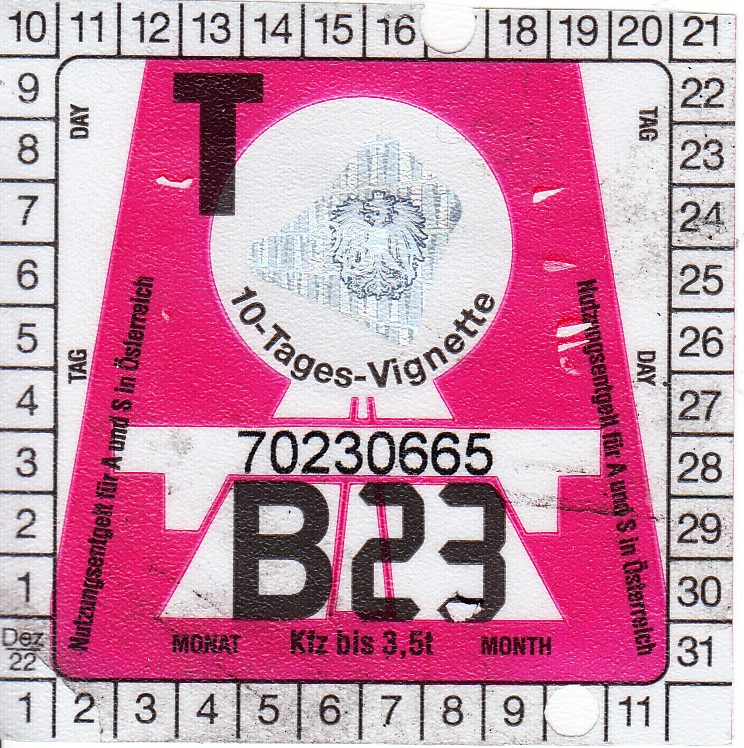 10 11 12 13 14 15 16 18 19 20 21
9
8
7
6
5
4
3
2
1
Dez
22
DAY
TAG
T
TAG
DAY
Nutzungsentgelt für A und S in Österreich
10-Tages-Vignette
Nutzungsentgelt für A und S in Österreich
70230665
B23
MONAT Kfz bis 3,5t MONTH
22
23
24
25
26
27
28
29
30
31
1 2 3 4 5 6 7 8 9 11